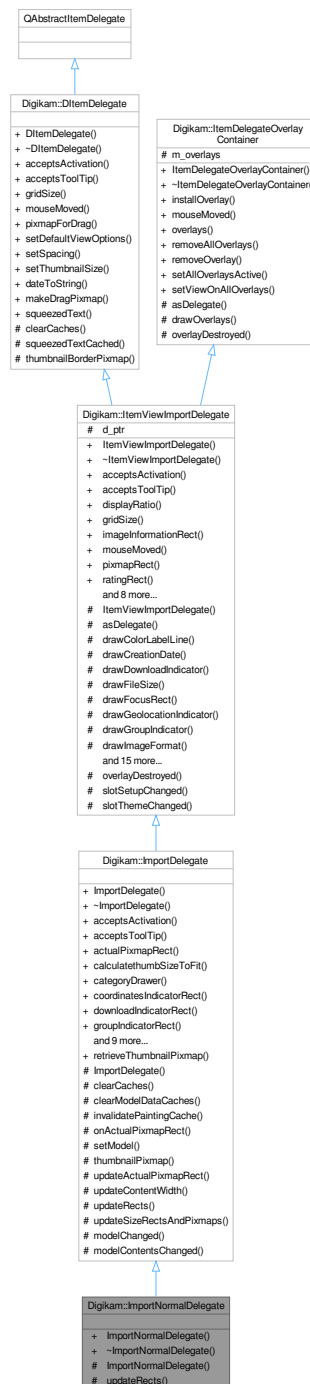 QAbstractItemDelegate
Digikam::DItemDelegate
+ DItemDelegate()
+ ~DItemDelegate()
+ acceptsActivation()
+ acceptsToolTip()
+ gridSize()
+ mouseMoved()
+ pixmapForDrag()
+ setDefaultViewOptions()
+ setSpacing()
+ setThumbnailSize()
+ dateToString()
+ makeDragPixmap()
+ squeezedText()
# clearCaches()
# squeezedTextCached()
# thumbnailBorderPixmap()
Digikam::ItemDelegateOverlay
Container
# m_overlays
+ ItemDelegateOverlayContainer()
+ ~ItemDelegateOverlayContainer()
+ installOverlay()
+ mouseMoved()
+ overlays()
+ removeAllOverlays()
+ removeOverlay()
+ setAllOverlaysActive()
+ setViewOnAllOverlays()
# asDelegate()
# drawOverlays()
# overlayDestroyed()
Digikam::ItemViewImportDelegate
# d_ptr
+ ItemViewImportDelegate()
+ ~ItemViewImportDelegate()
+ acceptsActivation()
+ acceptsToolTip()
+ displayRatio()
+ gridSize()
+ imageInformationRect()
+ mouseMoved()
+ pixmapRect()
+ ratingRect()
and 8 more...
# ItemViewImportDelegate()
# asDelegate()
# drawColorLabelLine()
# drawCreationDate()
# drawDownloadIndicator()
# drawFileSize()
# drawFocusRect()
# drawGeolocationIndicator()
# drawGroupIndicator()
# drawImageFormat()
and 15 more...
# overlayDestroyed()
# slotSetupChanged()
# slotThemeChanged()
Digikam::ImportDelegate
+ ImportDelegate()
+ ~ImportDelegate()
+ acceptsActivation()
+ acceptsToolTip()
+ actualPixmapRect()
+ calculatethumbSizeToFit()
+ categoryDrawer()
+ coordinatesIndicatorRect()
+ downloadIndicatorRect()
+ groupIndicatorRect()
and 9 more...
+ retrieveThumbnailPixmap()
# ImportDelegate()
# clearCaches()
# clearModelDataCaches()
# invalidatePaintingCache()
# onActualPixmapRect()
# setModel()
# thumbnailPixmap()
# updateActualPixmapRect()
# updateContentWidth()
# updateRects()
# updateSizeRectsAndPixmaps()
# modelChanged()
# modelContentsChanged()
Digikam::ImportNormalDelegate
+ ImportNormalDelegate()
+ ~ImportNormalDelegate()
# ImportNormalDelegate()
# updateRects()